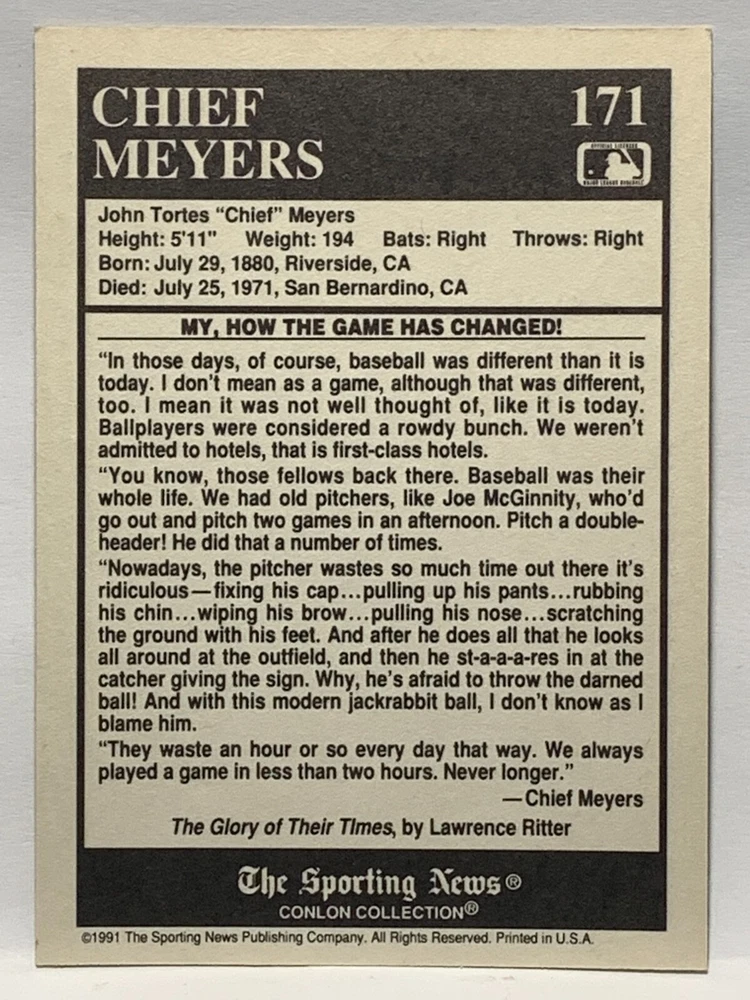 CHIEF
MEYERS
171
OFFICIAL LICENSEE
MAJOR LEAGUE BASEBALL
John Tortes “Chief” Meyers
Height: 5'11" Weight: 194 Bats: Right Throws: Right
Born: July 29, 1880, Riverside, CA
Died: July 25, 1971, San Bernardino, CA
MY, HOW THE GAME HAS CHANGED!
“In those days, of course, baseball was different than it is
today. I don't mean as a game, although that was different,
too. I mean it was not well thought of, like it is today.
Ballplayers were considered a rowdy bunch. We weren't
admitted to hotels, that is first-class hotels.
“You know, those fellows back there. Baseball was their
whole life. We had old pitchers, like Joe McGinnity, who'd
go out and pitch two games in an afternoon. Pitch a double-
header! He did that a number of times.
“Nowadays, the pitcher wastes so much time out there it's
ridiculous—fixing his cap...pulling up his pants...rubbing
his chin...wiping his brow...pulling his nose...scratching
the ground with his feet. And after he does all that he looks
all around at the outfield, and then he st-a-a-a-res in at the
catcher giving the sign. Why, he's afraid to throw the darned
ball! And with this modern jackrabbit ball, I don't know as I
blame him.
“They waste an hour or so every day that way. We always
played a game in less than two hours. Never longer.”
—Chief Meyers
The Glory of Their TImes, by Lawrence Ritter
The Sporting News®
CONLON COLLECTION®
©1991 The Sporting News Publishing Company. All Rights Reserved. Printed in U.S.A.